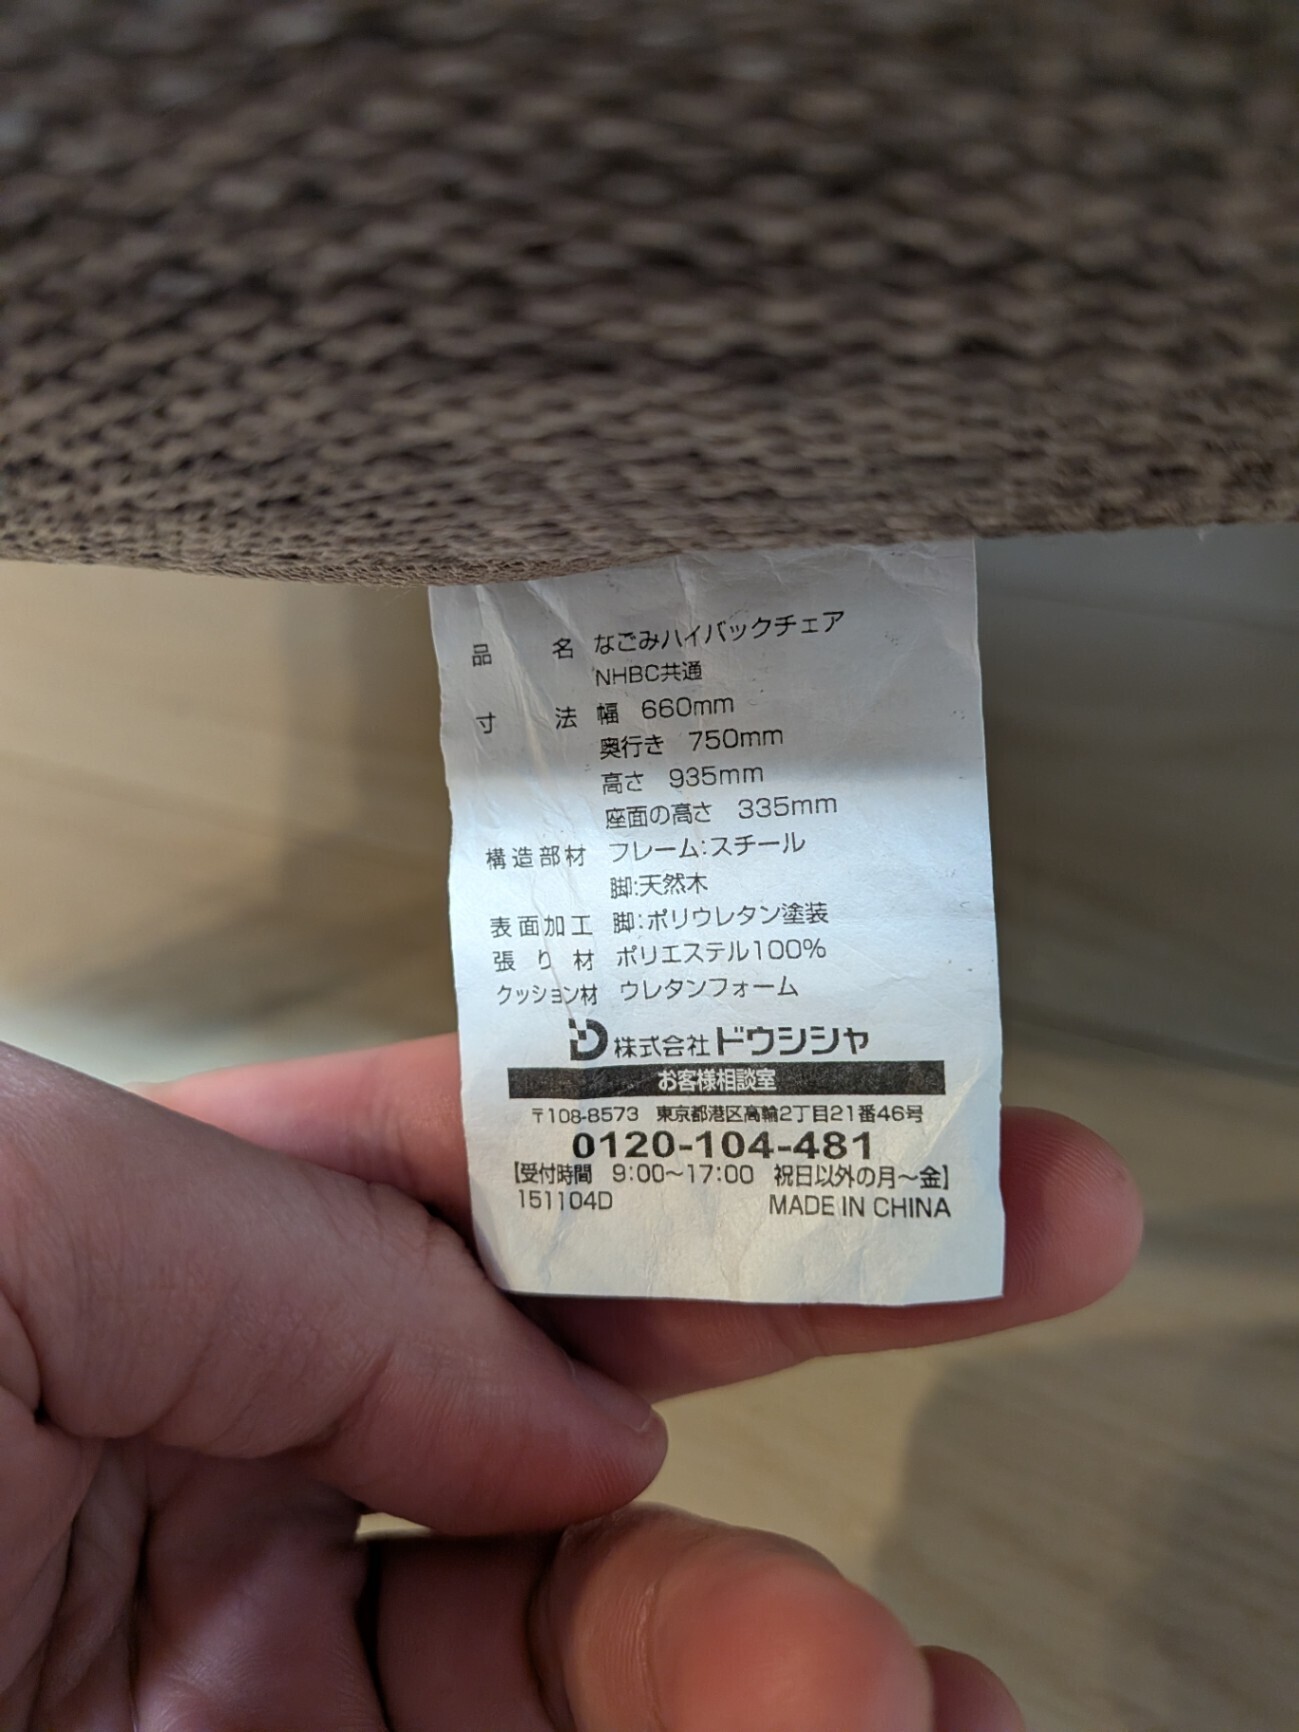 品 名 なごみハイバックチェア
NHBC共通
寸 法 幅 660mm
奥行き 750mm
高さ 935mm
座面の高さ 335mm
構造部材 フレーム:スチール
脚:天然木
表面加工 脚:ポリウレタン塗装
張り材 ポリエステル100%
クッション材 ウレタンフォーム
株式会社ドウシシャ
お客様相談室
〒108-8573 東京都港区高輪2丁目21番46号
0120-104-481
【受付時間 9:00~17:00 祝日以外の月~金】
151104D MADE IN CHINA